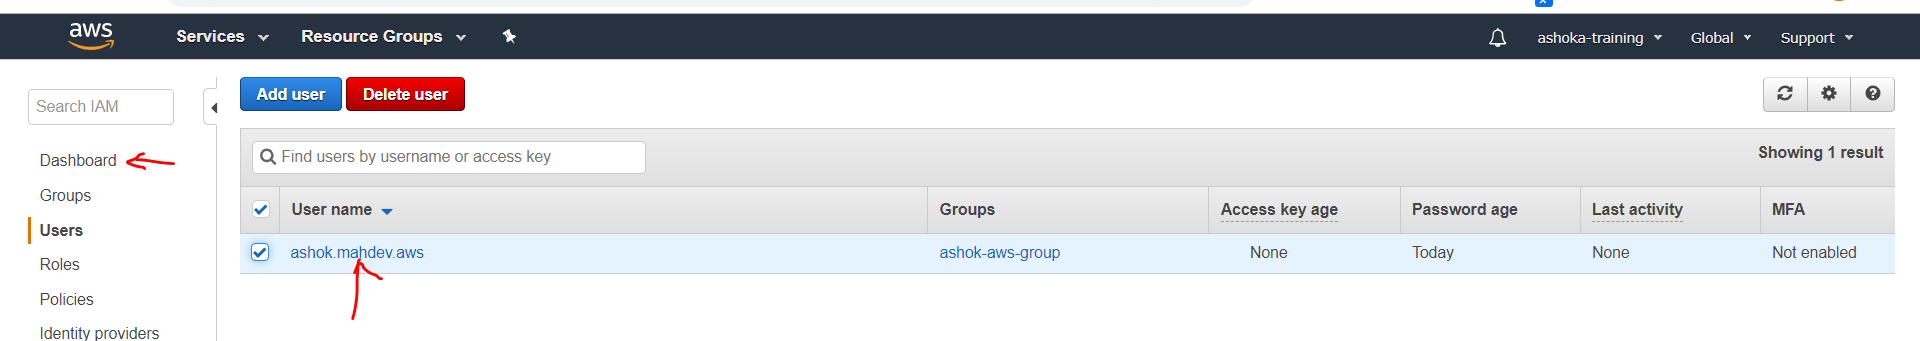 aws Services Resource Groups ashoka-training Global Support
Search IAM
Add user Delete user
Dashboard
Groups
Users
Roles
Policies
Identity providers
Find users by username or access key Showing 1 result
User name Groups Access key age Password age Last activity MFA
ashok.mahdev.aws ashok-aws-group None Today None Not enabled